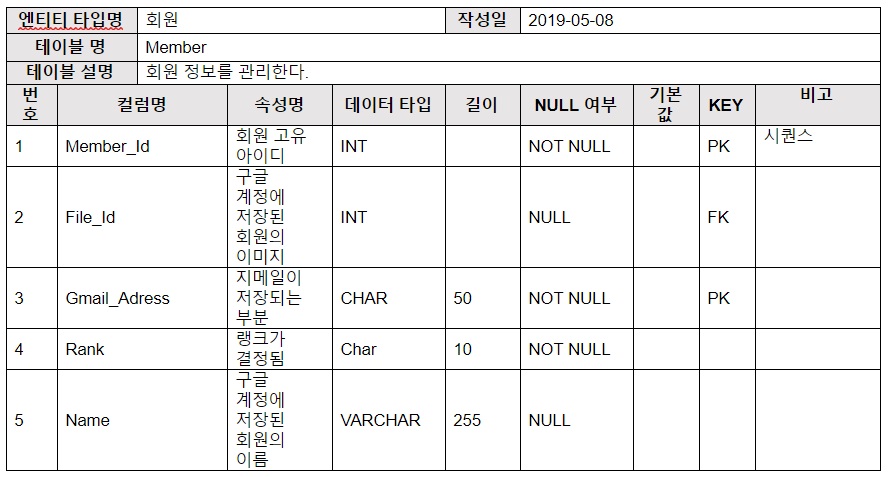 엔티티 타입명 회원 작성일 2019-05-08
테이블 명 Member
테이블 설명 회원 정보를 관리한다.
번
호 컬럼명 속성명 데이터 타입 길이 NULL 여부 기본
값 KEY 비고
1 Member_Id 회원 고유
아이디 INT NOT NULL PK 시퀀스
2 File_Id 구글
계정에
저장된
회원의
이미지 INT NULL FK
3 Gmail_Adress 지메일이
저장되는
부분 CHAR 50 NOT NULL PK
4 Rank 랭크가
결정됨 Char 10 NOT NULL
5 Name 구글
계정에
저장된
회원의
이름 VARCHAR 255 NULL